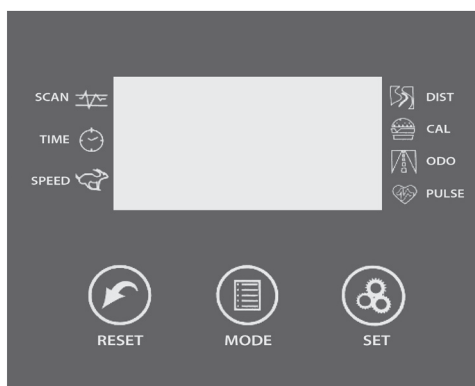 SCAN
TIME
SPEED
DIST
CAL
ODO
PULSE
RESET
MODE
SET